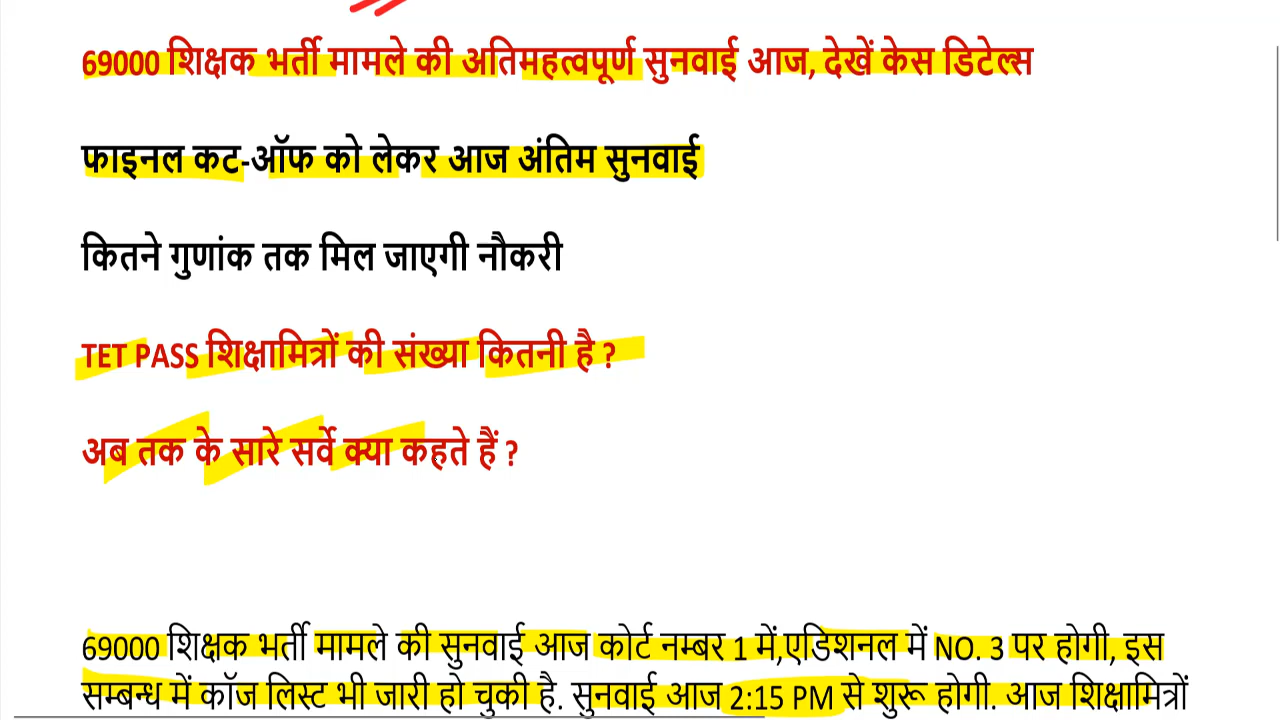 69000 शिक्षक भर्ती मामले की अतिमहत्वपूर्ण सुनवाई आज, देखें केस डिटेल्स
फाइनल कट-ऑफ को लेकर आज अंतिम सुनवाई
कितने गुणांक तक मिल जाएगी नौकरी
TET PASS शिक्षामित्रों की संख्या कितनी है ?
अब तक के सारे सर्वे क्या कहते हैं ?
69000 शिक्षक भर्ती मामले की सुनवाई आज कोर्ट नम्बर 1 में,एडिशनल में NO. 3 पर होगी, इस
सम्बन्ध में कॉज लिस्ट भी जारी हो चुकी है. सुनवाई आज 2:15 PM से शुरू होगी. आज शिक्षामित्रों